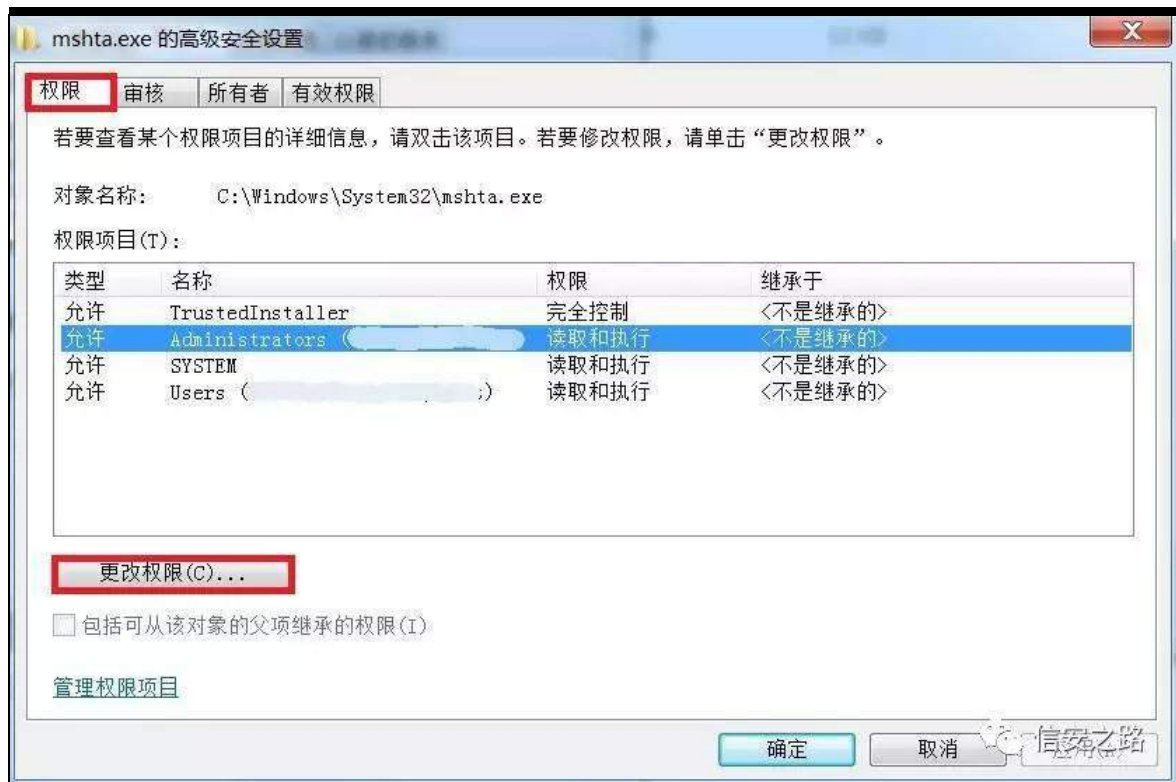 mshta.exe 的高级安全设置
权限 审核 所有者 有效权限
若要查看某个权限项目的详细信息，请双击该项目。若要修改权限，请单击“更改权限”。
对象名称: C:\Windows\System32\mshta.exe
权限项目(T):
类型 名称 权限 继承于
允许 TrustedInstaller 完全控制 <不是继承的>
允许 Administrators ( 读取和执行 <不是继承的>
允许 SYSTEM 读取和执行 <不是继承的>
允许 Users ( ;) 读取和执行 <不是继承的>
更改权限(C)...
包括可从该对象的父项继承的权限(I)
管理权限项目
确定 取消 信安之路